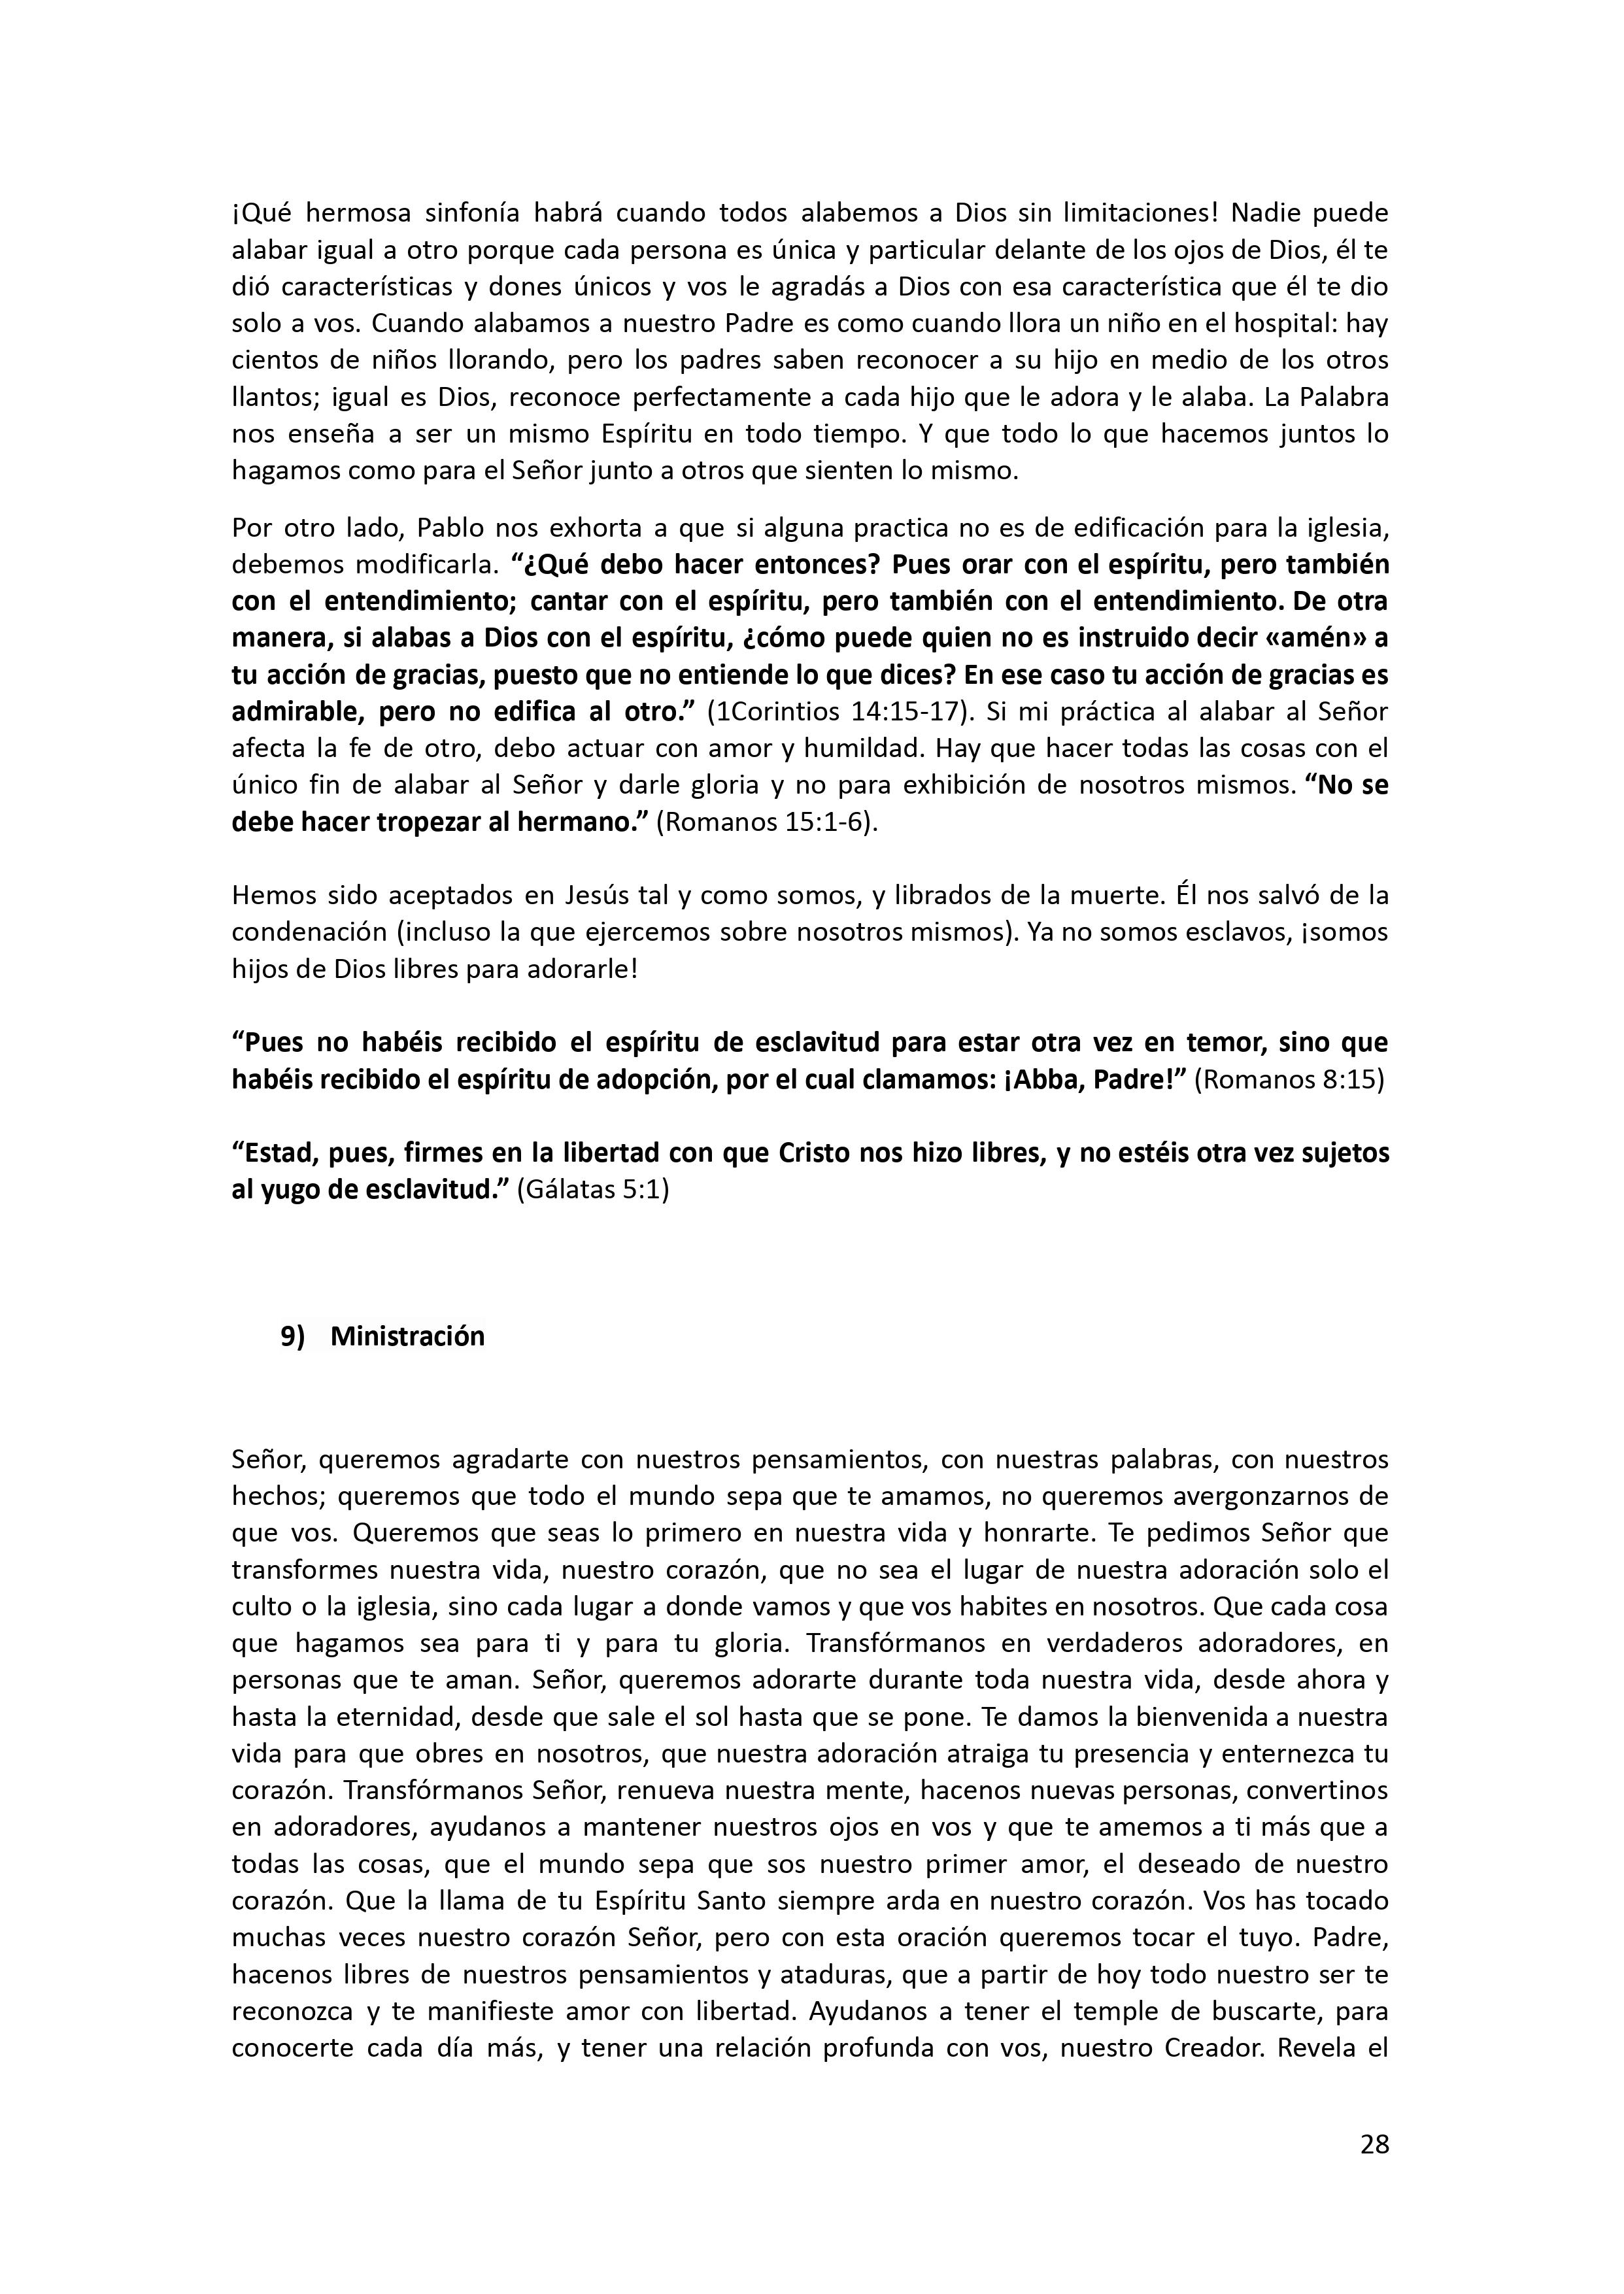 ¡Qué hermosa sinfonía habrá cuando todos alabemos a Dios sin limitaciones! Nadie puede
alabar igual a otro porque cada persona es única y particular delante de los ojos de Dios, él te
dió características y dones únicos y vos le agradás a Dios con esa característica que él te dio
solo a vos. Cuando alabamos a nuestro Padre es como cuando llora un niño en el hospital: hay
cientos de niños llorando, pero los padres saben reconocer a su hijo en medio de los otros
llantos; igual es Dios, reconoce perfectamente a cada hijo que le adora y le alaba. La Palabra
nos enseña a ser un mismo Espíritu en todo tiempo. Y que todo lo que hacemos juntos lo
hagamos como para el Señor junto a otros que sienten lo mismo.
Por otro lado, Pablo nos exhorta a que si alguna practica no es de edificación para la iglesia,
debemos modificarla. “¿Qué debo hacer entonces? Pues orar con el espíritu, pero también
con el entendimiento; cantar con el espíritu, pero también con el entendimiento. De otra
manera, si alabas a Dios con el espíritu, ¿cómo puede quien no es instruido decir «amén» a
tu acción de gracias, puesto que no entiende lo que dices? En ese caso tu acción de gracias es
admirable, pero no edifica al otro.” (1Corintios 14:15-17). Si mi práctica al alabar al Señor
afecta la fe de otro, debo actuar con amor y humildad. Hay que hacer todas las cosas con el
único fin de alabar al Señor y darle gloria y no para exhibición de nosotros mismos. “No se
debe hacer tropezar al hermano.” (Romanos 15:1-6).
Hemos sido aceptados en Jesús tal y como somos, y librados de la muerte. Él nos salvó de la
condenación (incluso la que ejercemos sobre nosotros mismos). Ya no somos esclavos, ¡somos
hijos de Dios libres para adorarle!
“Pues no habéis recibido el espíritu de esclavitud para estar otra vez en temor, sino que
habéis recibido el espíritu de adopción, por el cual clamamos: ¡Abba, Padre!” (Romanos 8:15)
“Estad, pues, firmes en la libertad con que Cristo nos hizo libres, y no estéis otra vez sujetos
al yugo de esclavitud.” (Gálatas 5:1)
9) Ministración
Señor, queremos agradarte con nuestros pensamientos, con nuestras palabras, con nuestros
hechos; queremos que todo el mundo sepa que te amamos, no queremos avergonzarnos de
que vos. Queremos que seas lo primero en nuestra vida y honrarte. Te pedimos Señor que
transformes nuestra vida, nuestro corazón, que no sea el lugar de nuestra adoración solo el
culto o la iglesia, sino cada lugar a donde vamos y que vos habites en nosotros. Que cada cosa
que hagamos sea para ti y para tu gloria. Transfórmanos en verdaderos adoradores, en
personas que te aman. Señor, queremos adorarte durante toda nuestra vida, desde ahora y
hasta la eternidad, desde que sale el sol hasta que se pone. Te damos la bienvenida a nuestra
vida para que obres en nosotros, que nuestra adoración atraiga tu presencia y enternezca tu
corazón. Transfórmanos Señor, renueva nuestra mente, hacenos nuevas personas, convertinos
en adoradores, ayudanos a mantener nuestros ojos en vos y que te amemos a ti más que a
todas las cosas, que el mundo sepa que sos nuestro primer amor, el deseado de nuestro
corazón. Que la llama de tu Espíritu Santo siempre arda en nuestro corazón. Vos has tocado
muchas veces nuestro corazón Señor, pero con esta oración queremos tocar el tuyo. Padre,
hacenos libres de nuestros pensamientos y ataduras, que a partir de hoy todo nuestro ser te
reconozca y te manifieste amor con libertad. Ayudanos a tener el temple de buscarte, para
conocerte cada día más, y tener una relación profunda con vos, nuestro Creador. Revela el
28